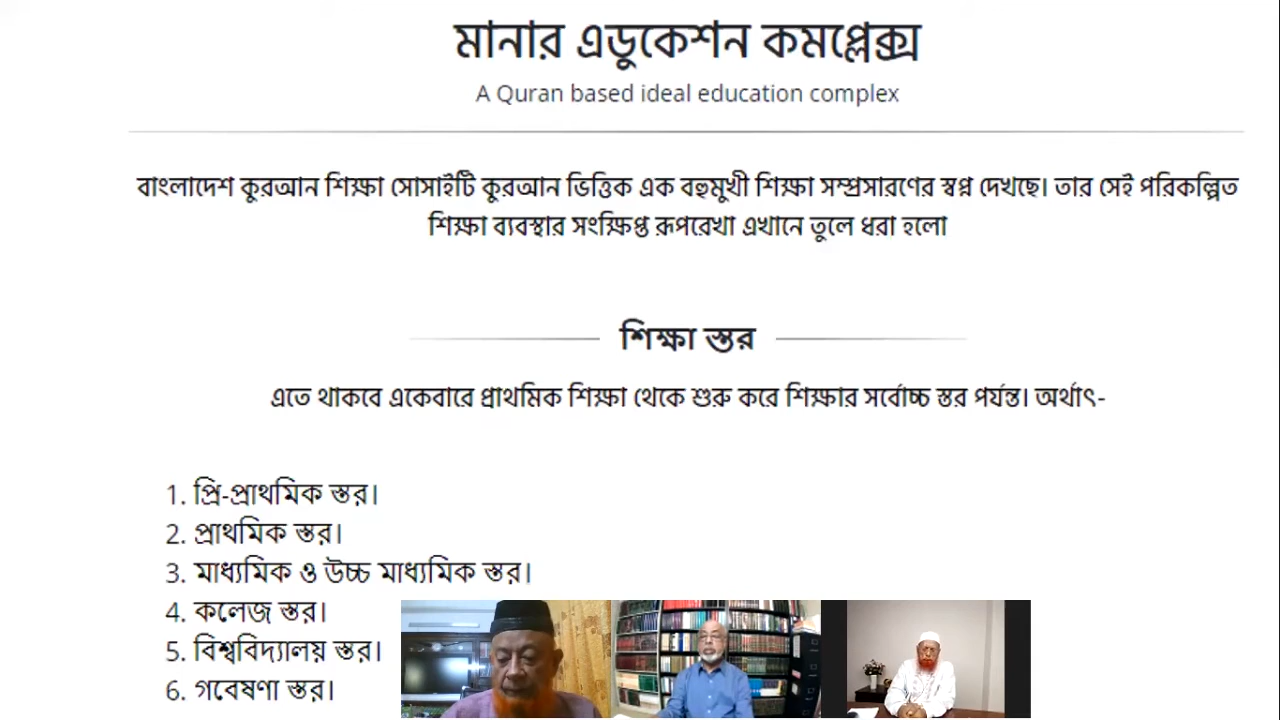 মানার এডুকেশন কমপ্লেক্স
A Quran based ideal education complex
বাংলাদেশ কুরআন শিক্ষা সোসাইটি কুরআন ভিত্তিক এক বহুমুখী শিক্ষা সম্প্রসারণের স্বপ্ন দেখছে। তার সেই পরিকল্পিত
শিক্ষা ব্যবস্থার সংক্ষিপ্ত রূপরেখা এখানে তুলে ধরা হলো
শিক্ষা স্তর
এতে থাকবে একেবারে প্রাথমিক শিক্ষা থেকে শুরু করে শিক্ষার সর্বোচ্চ স্তর পর্যন্ত। অর্থাৎ-
1. প্রি-প্রাথমিক স্তর।
2. প্রাথমিক স্তর।
3. মাধ্যমিক ও উচ্চ মাধ্যমিক স্তর।
4. কলেজ স্তর।
5. বিশ্ববিদ্যালয় স্তর।
6. গবেষণা স্তর।